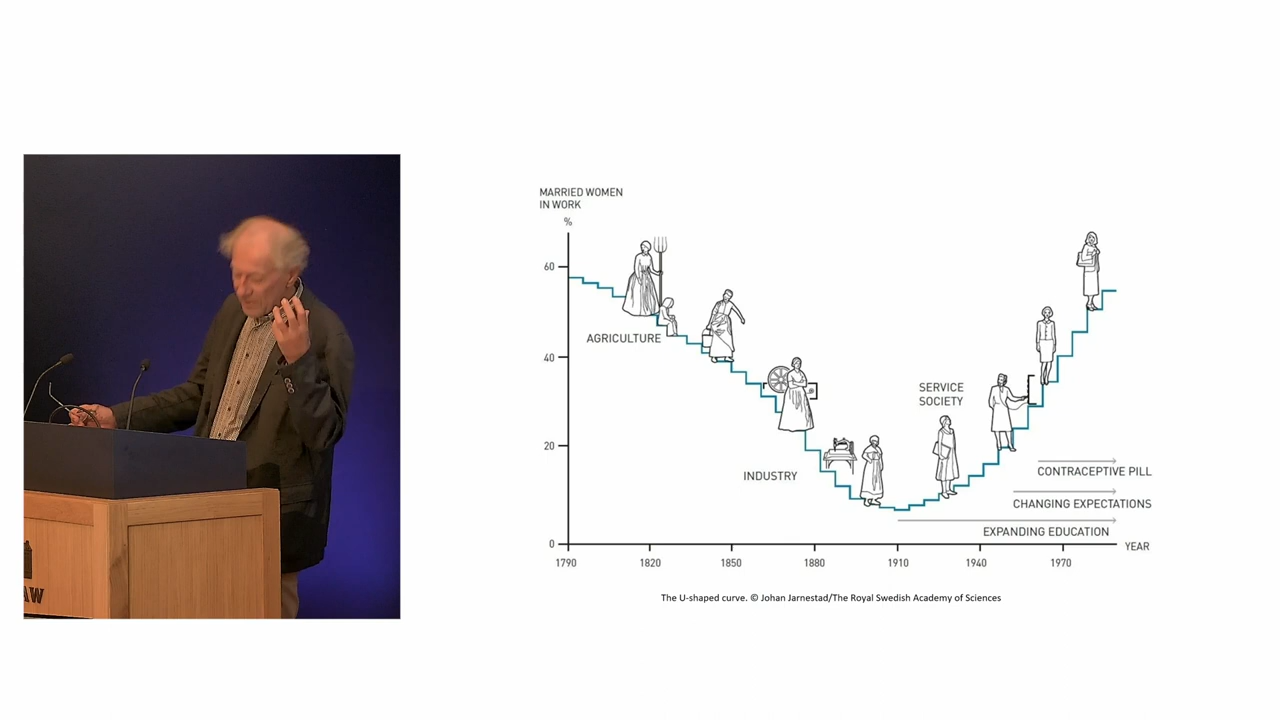 MARRIED WOMEN
IN WORK
%
60
40
20
0
AGRICULTURE
INDUSTRY
SERVICE
SOCIETY
CONTRACEPTIVE PILL
CHANGING EXPECTATIONS
EXPANDING EDUCATION
YEAR
1790 1820 1850 1880 1910 1940 1970
The U-shaped curve. © Johan Jarnestad/The Royal Swedish Academy of Sciences
AW